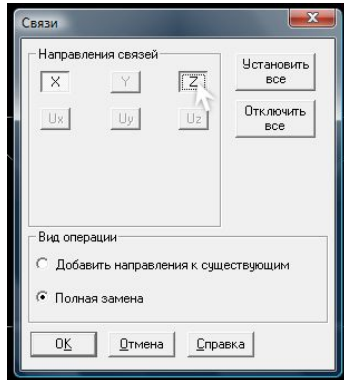 Связи
Направления связей
X Y Z
Установить
все
Ux Uy Uz
Отключить
все
Вид операции
Добавить направления к существующим
Полная замена
OK Отмена Справка